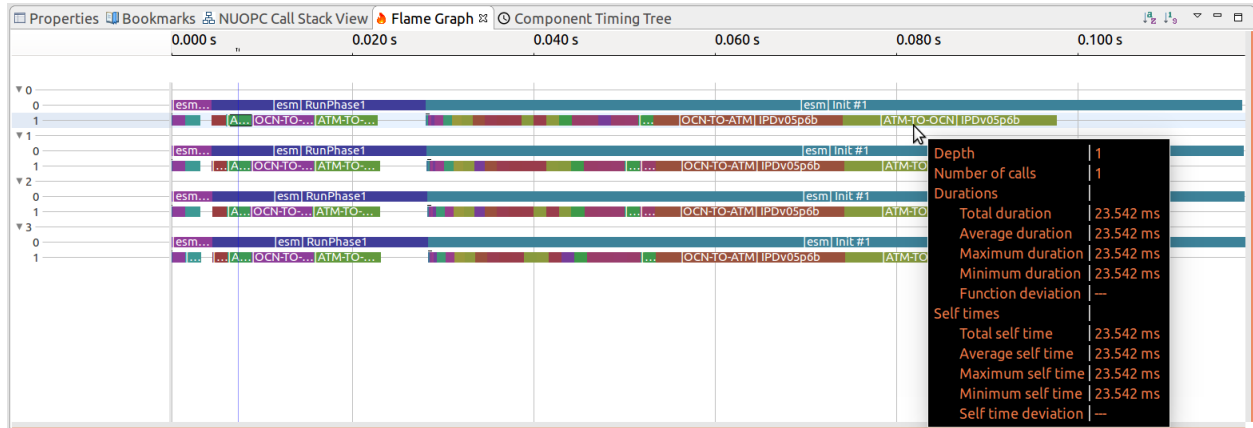 Properties Bookmarks NUOPC Call Stack View Flame Graph Component Timing Tree
0.000 s 0.020 s 0.040 s 0.060 s 0.080 s 0.100 s
0
0 |esm... |esm| RunPhase1 |esm| Init #1
1 |A... |OCN-TO-... |ATM-TO-... |... |OCN-TO-ATM| IPDv05p6b |ATM-TO-OCN| IPDv05p6b
1
0 |esm... |esm| RunPhase1 |esm| Init #1
1 |... |A... |OCN-TO-... |ATM-TO-... |... |OCN-TO-ATM| IPDv05p6b |ATM-TO
2
0 |esm... |esm| RunPhase1 |esm| Init #1
1 |A... |OCN-TO-... |ATM-TO-... |... |... |OCN-TO-ATM| IPDv05p6b |ATM-TO
3
0 |esm... |esm| RunPhase1 |esm| Init #1
1 |... |... |A... |OCN-TO-... |ATM-TO-... |... |OCN-TO-ATM| IPDv05p6b |ATM-TO
Depth 1
Number of calls 1
Durations
Total duration 23.542 ms
Average duration 23.542 ms
Maximum duration 23.542 ms
Minimum duration 23.542 ms
Function deviation ---
Self times
Total self time 23.542 ms
Average self time 23.542 ms
Maximum self time 23.542 ms
Minimum self time 23.542 ms
Self time deviation ---